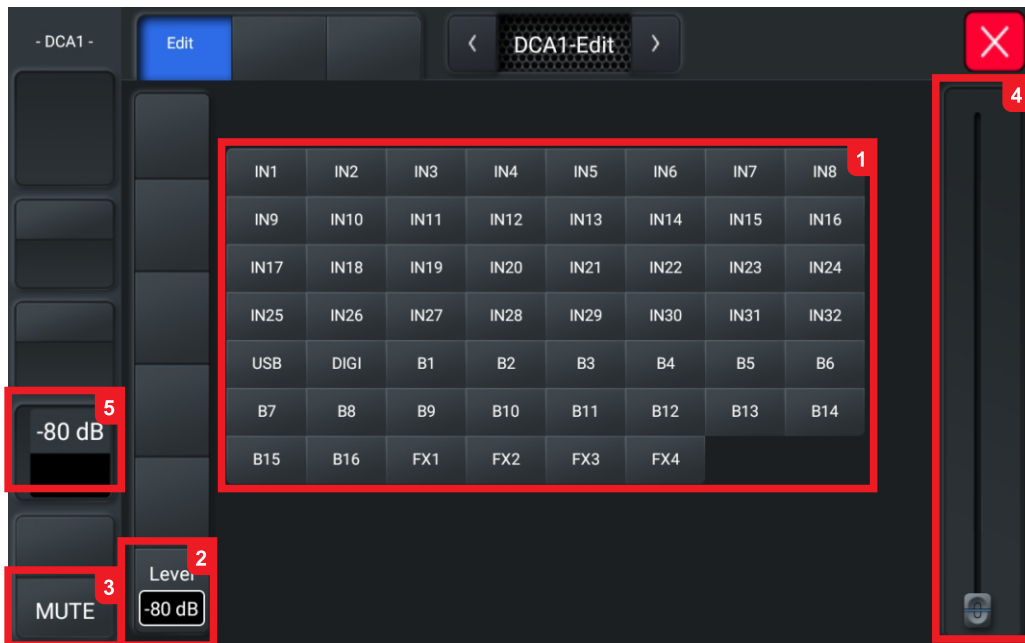 - DCA1 -
Edit
DCA1-Edit
4
1
IN1 IN2 IN3 IN4 IN5 IN6 IN7 IN8
IN9 IN10 IN11 IN12 IN13 IN14 IN15 IN16
IN17 IN18 IN19 IN20 IN21 IN22 IN23 IN24
IN25 IN26 IN27 IN28 IN29 IN30 IN31 IN32
USB DIGI B1 B2 B3 B4 B5 B6
B7 B8 B9 B10 B11 B12 B13 B14
B15 B16 FX1 FX2 FX3 FX4
5
-80 dB
2
Level
-80 dB
3
MUTE